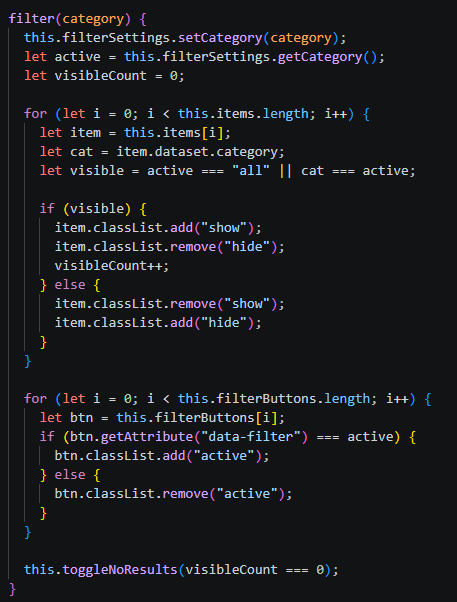 filter(category) {
  this.filterSettings.setCategory(category);
  let active = this.filterSettings.getCategory();
  let visibleCount = 0;

  for (let i = 0; i < this.items.length; i++) {
    let item = this.items[i];
    let cat = item.dataset.category;
    let visible = active === "all" || cat === active;

    if (visible) {
      item.classList.add("show");
      item.classList.remove("hide");
      visibleCount++;
    } else {
      item.classList.remove("show");
      item.classList.add("hide");
    }
  }

  for (let i = 0; i < this.filterButtons.length; i++) {
    let btn = this.filterButtons[i];
    if (btn.getAttribute("data-filter") === active) {
      btn.classList.add("active");
    } else {
      btn.classList.remove("active");
    }
  }

  this.toggleNoResults(visibleCount === 0);
}